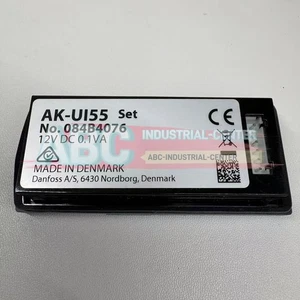 AK-UI55 Set
No. 084B4076
12V DC 0.1VA
INDUSTRIAL-CENTER
ABC-INDUSTRIAL-CENTER
MADE IN DENMARK
Danfoss A/S, 6430 Nordborg, Denmark